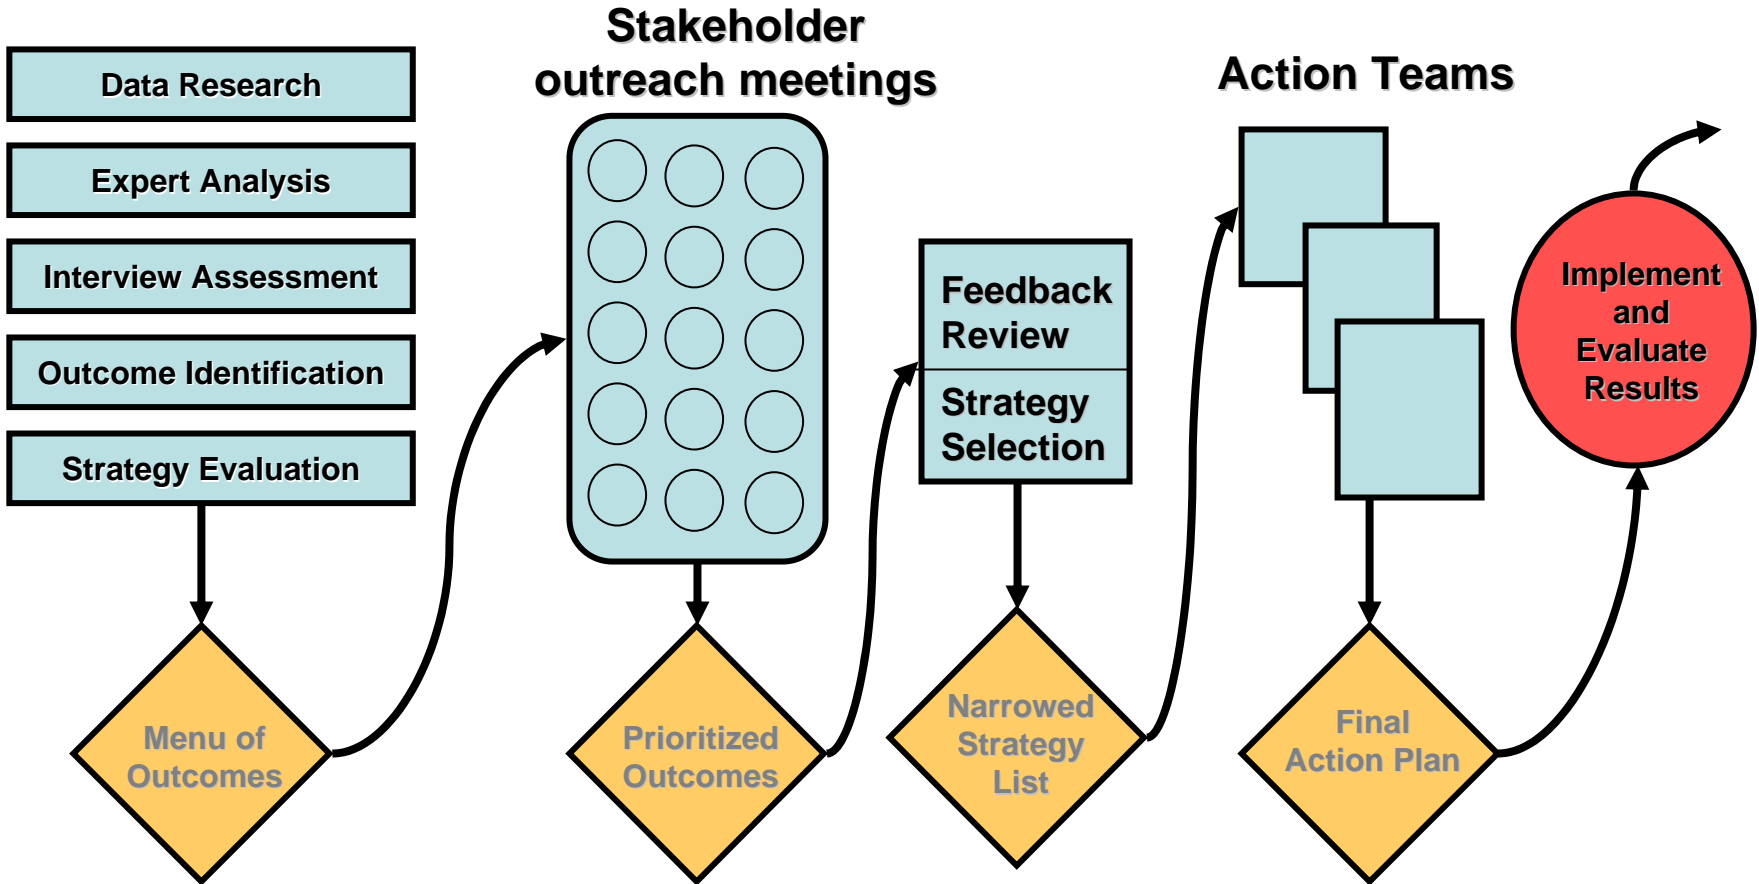 Stakeholder
outreach meetings
Action Teams
Data Research
Expert Analysis
Interview Assessment
Outcome Identification
Strategy Evaluation
Feedback
Review
Strategy
Selection
Implement
and
Evaluate
Results
Menu of
Outcomes
Prioritized
Outcomes
Narrowed
Strategy
List
Final
Action Plan